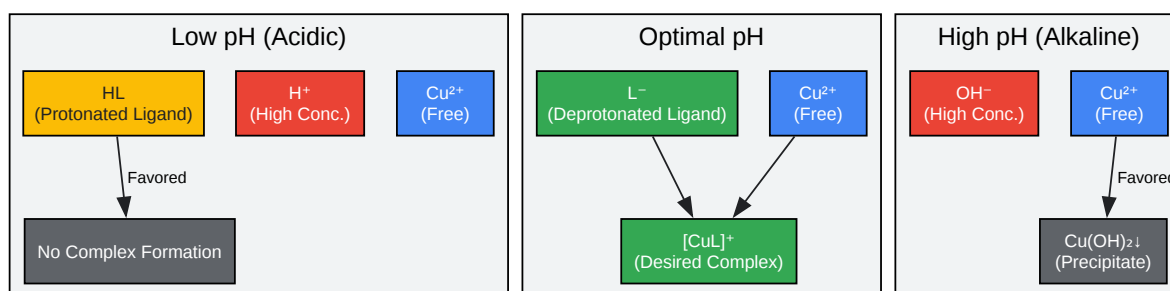 Low pH (Acidic)
HL
(Protonated Ligand)
H⁺
(High Conc.)
Cu²⁺
(Free)
Favored
No Complex Formation
Optimal pH
L⁻
(Deprotonated Ligand)
Cu²⁺
(Free)
[CuL]⁺
(Desired Complex)
High pH (Alkaline)
OH⁻
(High Conc.)
Cu²⁺
(Free)
Favored
Cu(OH)₂↓
(Precipitate)